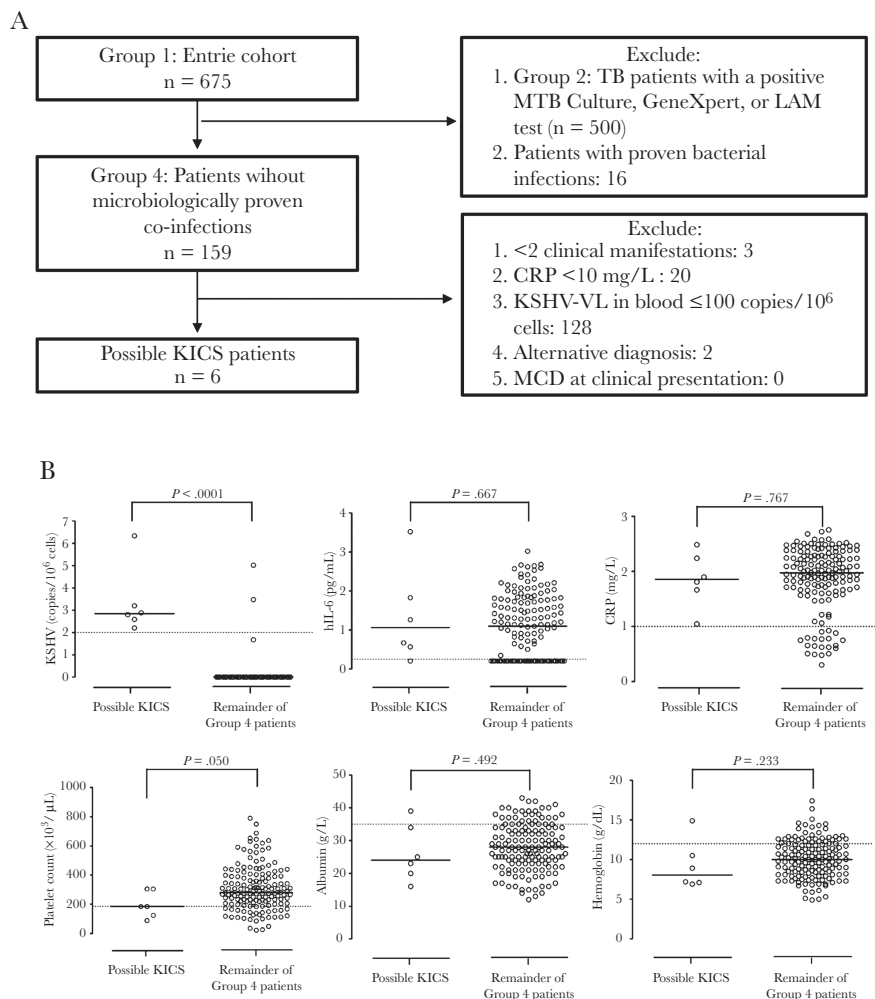 A
Group 1: Entrie cohort
n = 675
Exclude:
1. Group 2: TB patients with a positive
MTB Culture, GeneXpert, or LAM
test (n = 500)
2. Patients with proven bacterial
infections: 16
Group 4: Patients wihout
microbiologically proven
co-infections
n = 159
Exclude:
1. <2 clinical manifestations: 3
2. CRP <10 mg/L : 20
3. KSHV-VL in blood ≤100 copies/10⁶
cells: 128
4. Alternative diagnosis: 2
5. MCD at clinical presentation: 0
Possible KICS patients
n = 6
B
P < .0001
KSHV (copies/10⁶ cells)
7
6
5
4
3
2
1
0
Possible KICS
Remainder of
Group 4 patients
P = .667
hIL-6 (pg/mL)
4
3
2
1
0
Possible KICS
Remainder of
Group 4 patients
P = .767
CRP (mg/L)
3
2
1
0
Possible KICS
Remainder of
Group 4 patients
P = .050
Platelet count (×10³/ μL)
1000
800
600
400
200
0
Possible KICS
Remainder of
Group 4 patients
P = .492
Albumin (g/L)
50
40
30
20
10
0
Possible KICS
Remainder of
Group 4 patients
P = .233
Hemoglobin (g/dL)
20
15
10
5
0
Possible KICS
Remainder of
Group 4 patients